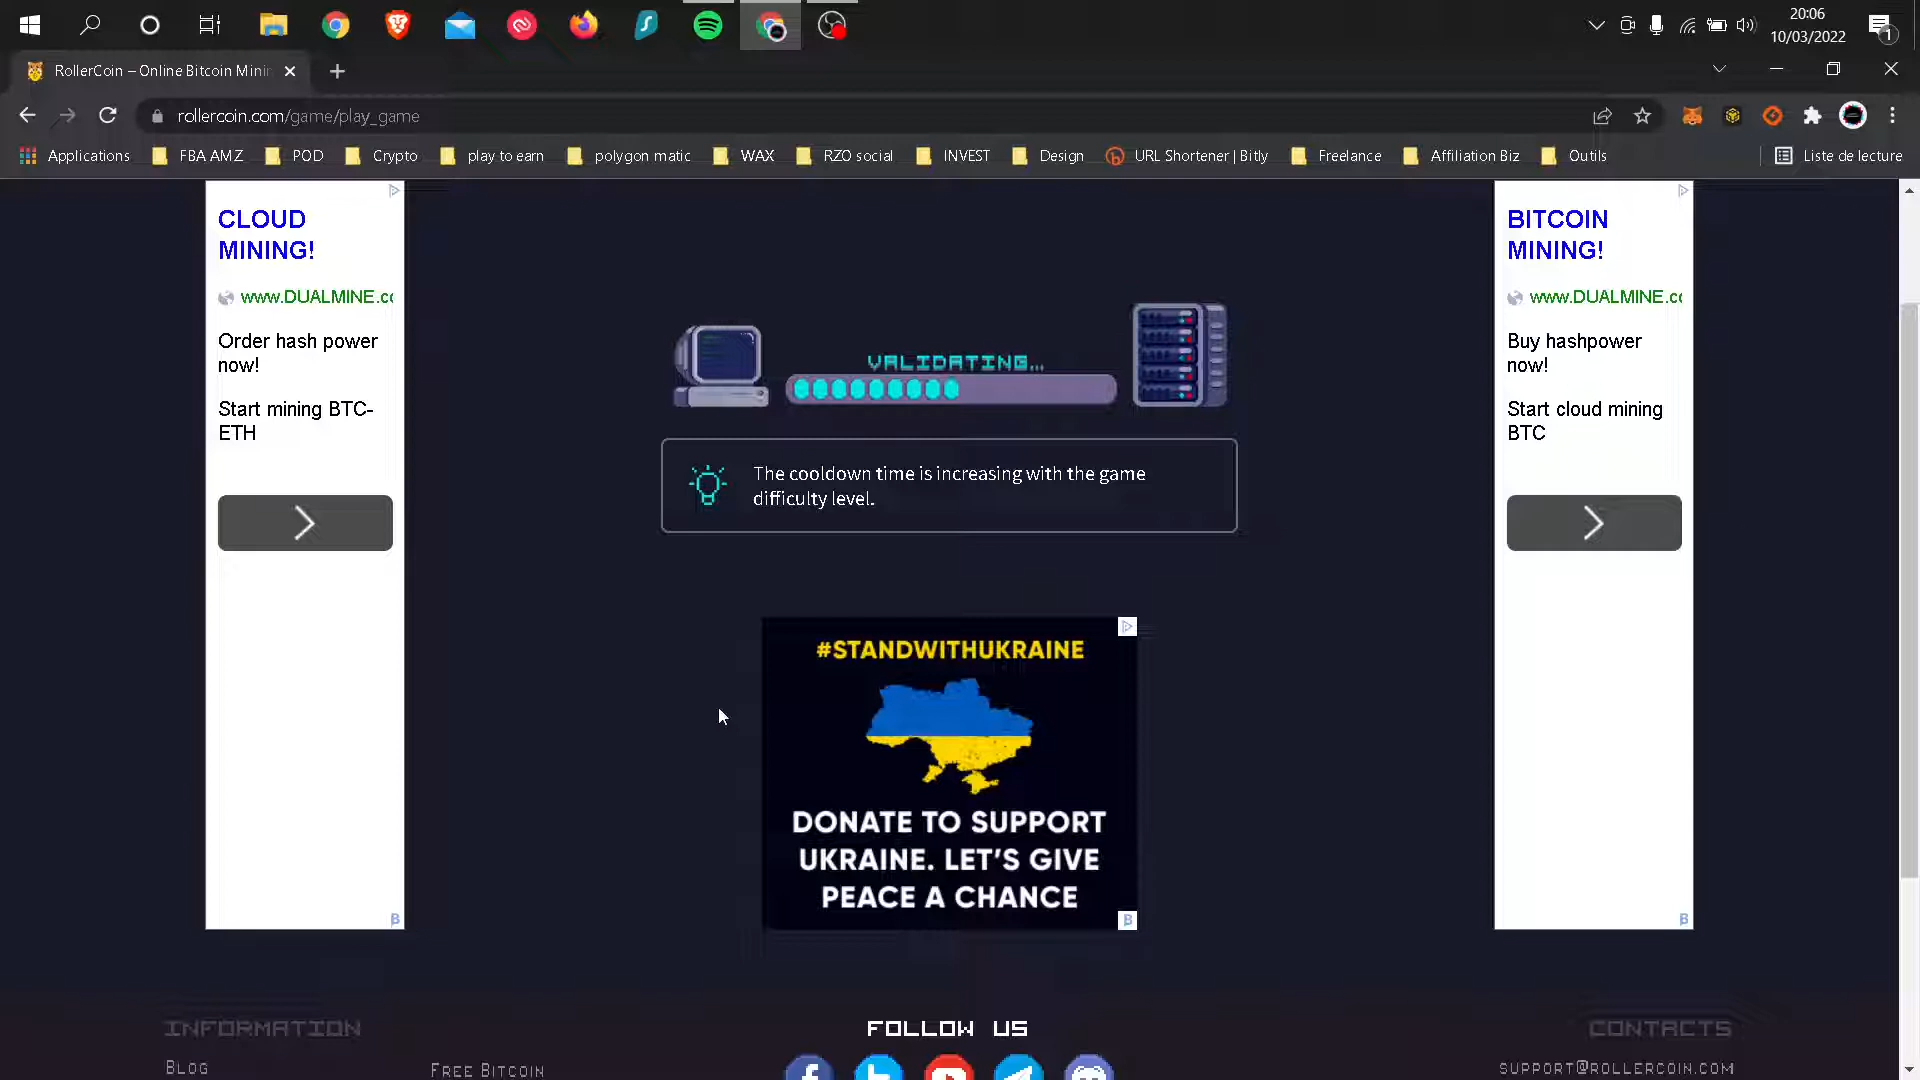 20:06
10/03/2022
1
RollerCoin – Online Bitcoin Minin
rollercoin.com/game/play_game
Applications
FBA AMZ
POD
Crypto
play to earn
polygon matic
WAX
RZO social
INVEST
Design
URL Shortener | Bitly
Freelance
Affiliation Biz
Outils
Liste de lecture
CLOUD
MINING!
www.DUALMINE.co
Order hash power
now!
Start mining BTC-
ETH
BITCOIN
MINING!
www.DUALMINE.co
Buy hashpower
now!
Start cloud mining
BTC
VALIDATING...
The cooldown time is increasing with the game
difficulty level.
#STANDWITHUKRAINE
DONATE TO SUPPORT
UKRAINE. LET'S GIVE
PEACE A CHANCE
INFORMATION
BLOG
FREE BITCOIN
FOLLOW US
CONTACTS
SUPPORT@ROLLERCOIN.COM